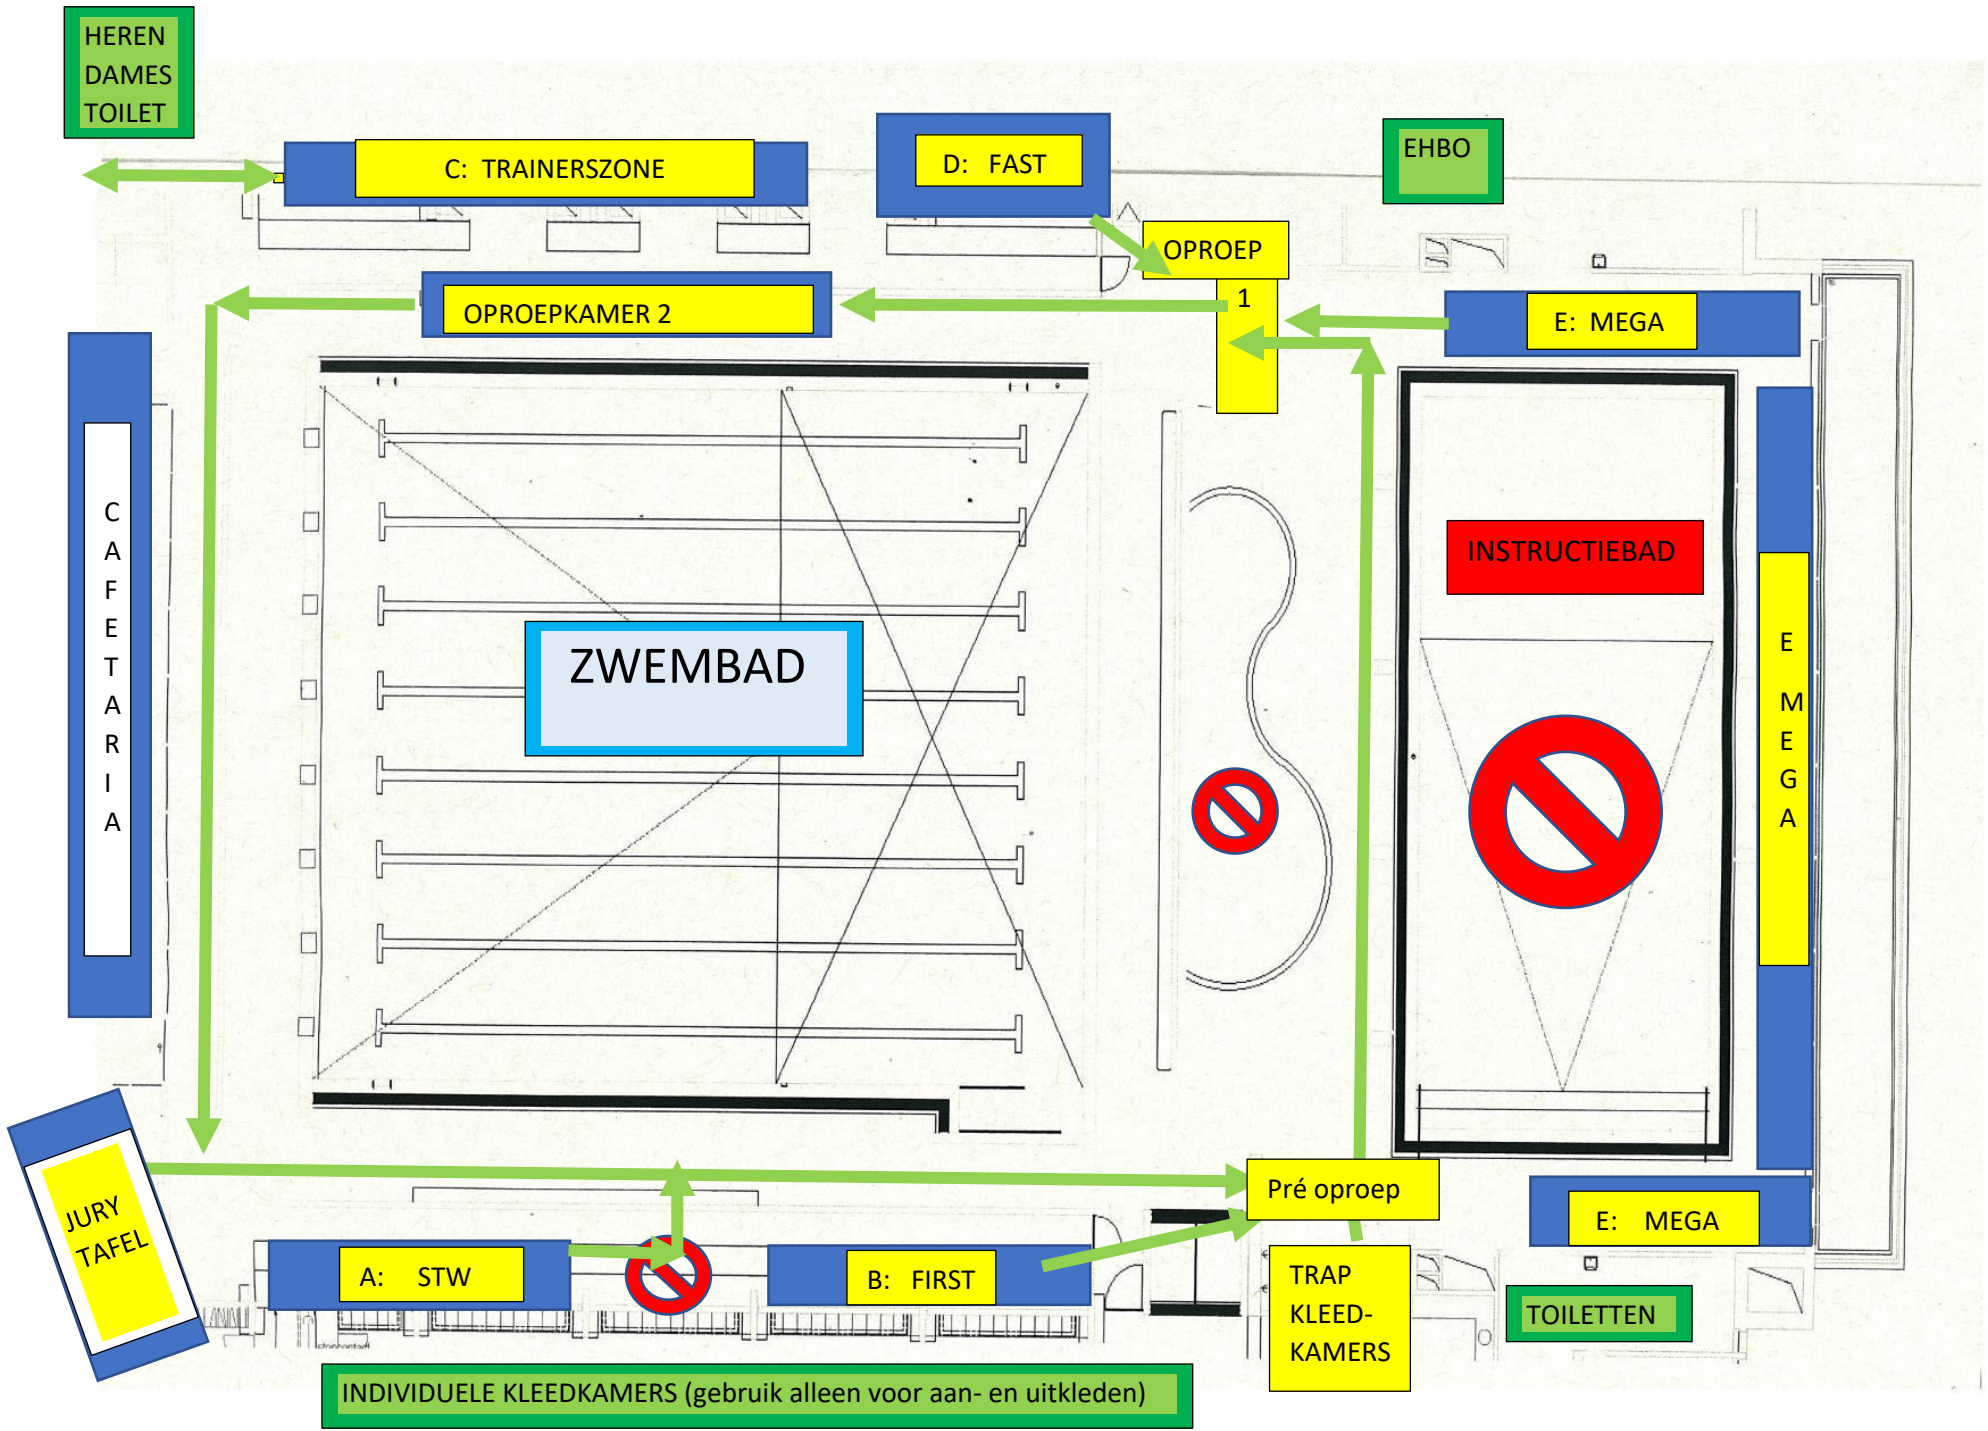 HEREN
DAMES
TOILET
C: TRAINERSZONE
D: FAST
EHBO
OPROEP
1
OPROEPKAMER 2
E: MEGA
C
A
F
E
T
A
R
I
A
INSTRUCTIEBAD
ZWEMBAD
E
M
E
G
A
JURY
TAFEL
Pré oproep
A: STW
B: FIRST
E: MEGA
TRAP
KLEED-
KAMERS
TOILETTEN
INDIVIDUELE KLEEDKAMERS (gebruik alleen voor aan- en uitkleden)